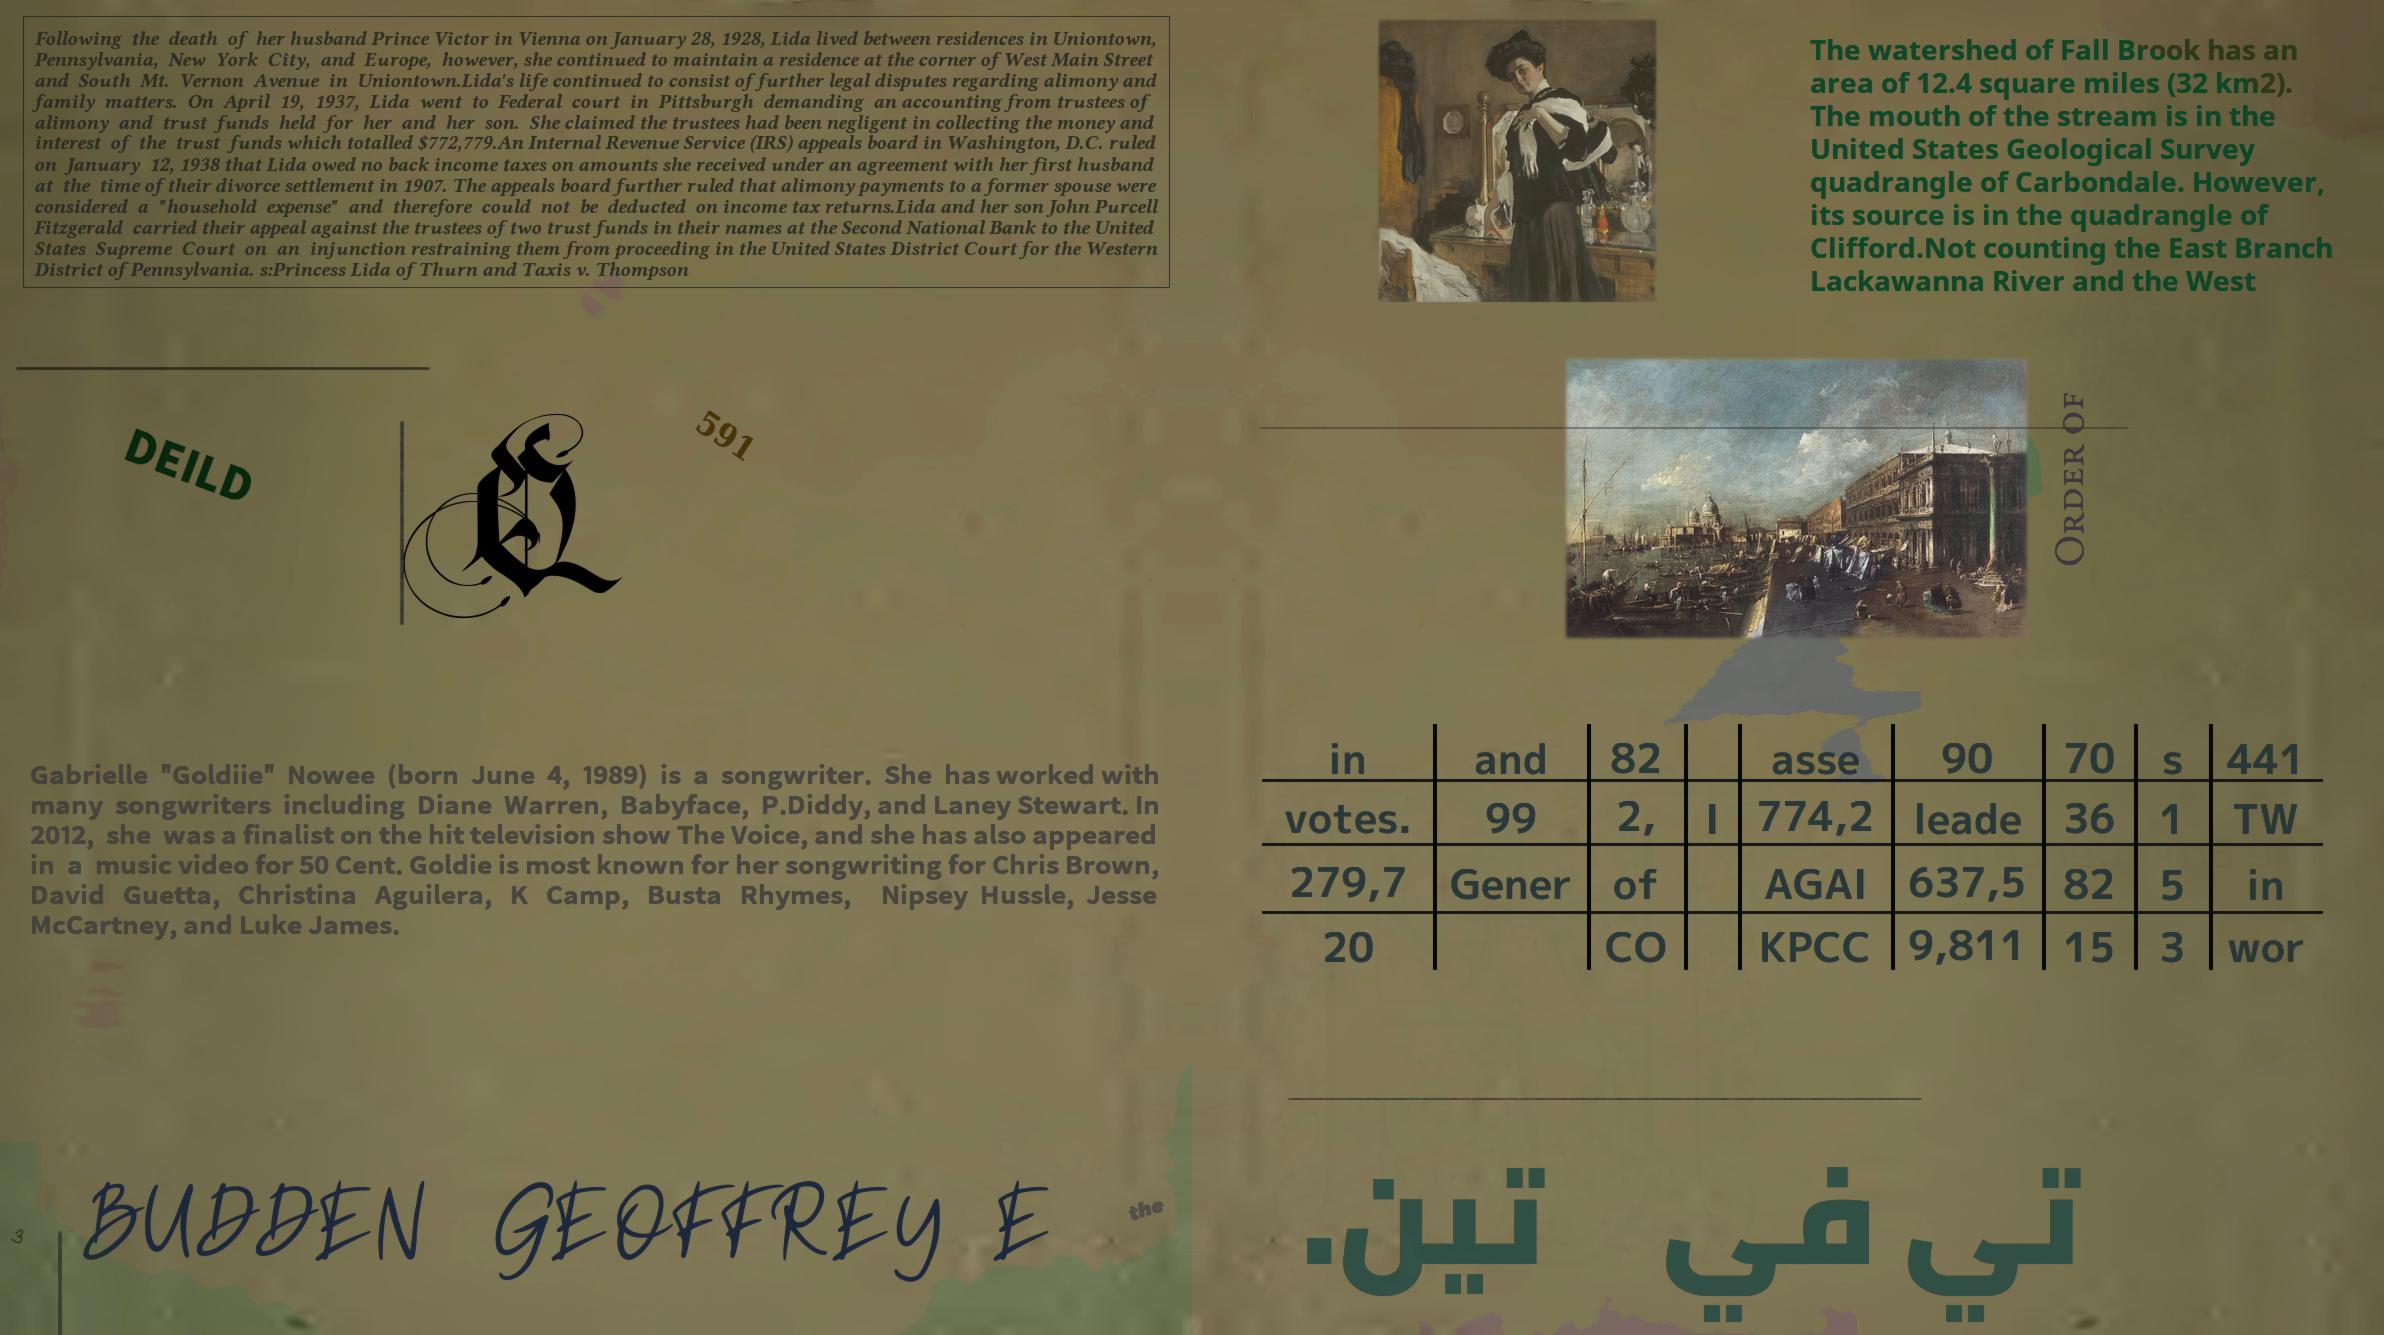 Following the death of her husband Prince Victor in Vienna on January 28, 1928, Lida lived between residences in Uniontown,
Pennsylvania, New York City, and Europe, however, she continued to maintain a residence at the corner of West Main Street
and South Mt. Vernon Avenue in Uniontown.Lida's life continued to consist of further legal disputes regarding alimony and
family matters. On April 19, 1937, Lida went to Federal court in Pittsburgh demanding an accounting from trustees of
alimony and trust funds held for her and her son. She claimed the trustees had been negligent in collecting the money and
interest of the trust funds which totalled $772,779.An Internal Revenue Service (IRS) appeals board in Washington, D.C. ruled
on January 12, 1938 that Lida owed no back income taxes on amounts she received under an agreement with her first husband
at the time of their divorce settlement in 1907. The appeals board further ruled that alimony payments to a former spouse were
considered a "household expense" and therefore could not be deducted on income tax returns.Lida and her son John Purcell
Fitzgerald carried their appeal against the trustees of two trust funds in their names at the Second National Bank to the United
States Supreme Court on an injunction restraining them from proceeding in the United States District Court for the Western
District of Pennsylvania. s:Princess Lida of Thurn and Taxis v. Thompson
DEILD
Q
591
Gabrielle "Goldiie" Nowee (born June 4, 1989) is a songwriter. She has worked with
many songwriters including Diane Warren, Babyface, P.Diddy, and Laney Stewart. In
2012, she was a finalist on the hit television show The Voice, and she has also appeared
in a music video for 50 Cent. Goldie is most known for her songwriting for Chris Brown,
David Guetta, Christina Aguilera, K Camp, Busta Rhymes, Nipsey Hussle, Jesse
McCartney, and Luke James.
BUDDEN GEOFFREY E
the
3
The watershed of Fall Brook has an
area of 12.4 square miles (32 km2).
The mouth of the stream is in the
United States Geological Survey
quadrangle of Carbondale. However,
its source is in the quadrangle of
Clifford.Not counting the East Branch
Lackawanna River and the West
Order of
in and 82 asse 90 70 s 441
votes. 99 2, I 774,2 leade 36 1 TW
279,7 Gener of AGAI 637,5 82 5 in
20 CO KPCC 9,811 15 3 wor
تي في تين.